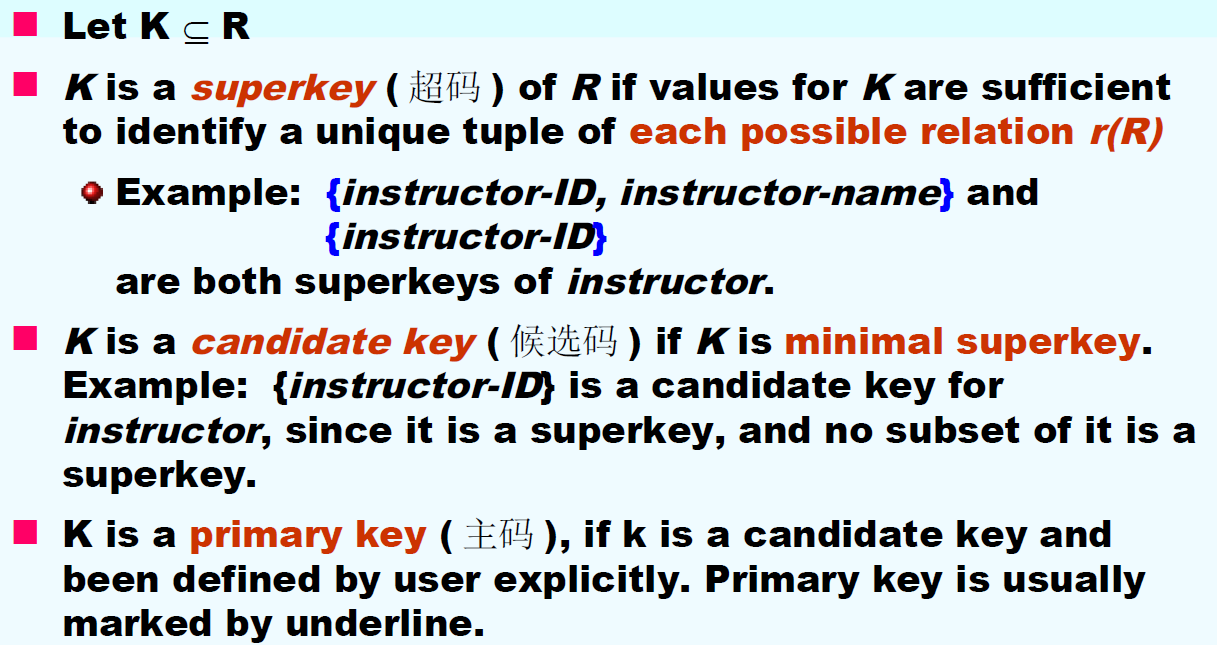 Let K ⊆ R
K is a superkey ( 超码 ) of R if values for K are sufficient
to identify a unique tuple of each possible relation r(R)
Example: {instructor-ID, instructor-name} and
{instructor-ID}
are both superkeys of instructor.
K is a candidate key ( 候选码 ) if K is minimal superkey.
Example: {instructor-ID} is a candidate key for
instructor, since it is a superkey, and no subset of it is a
superkey.
K is a primary key ( 主码 ), if k is a candidate key and
been defined by user explicitly. Primary key is usually
marked by underline.